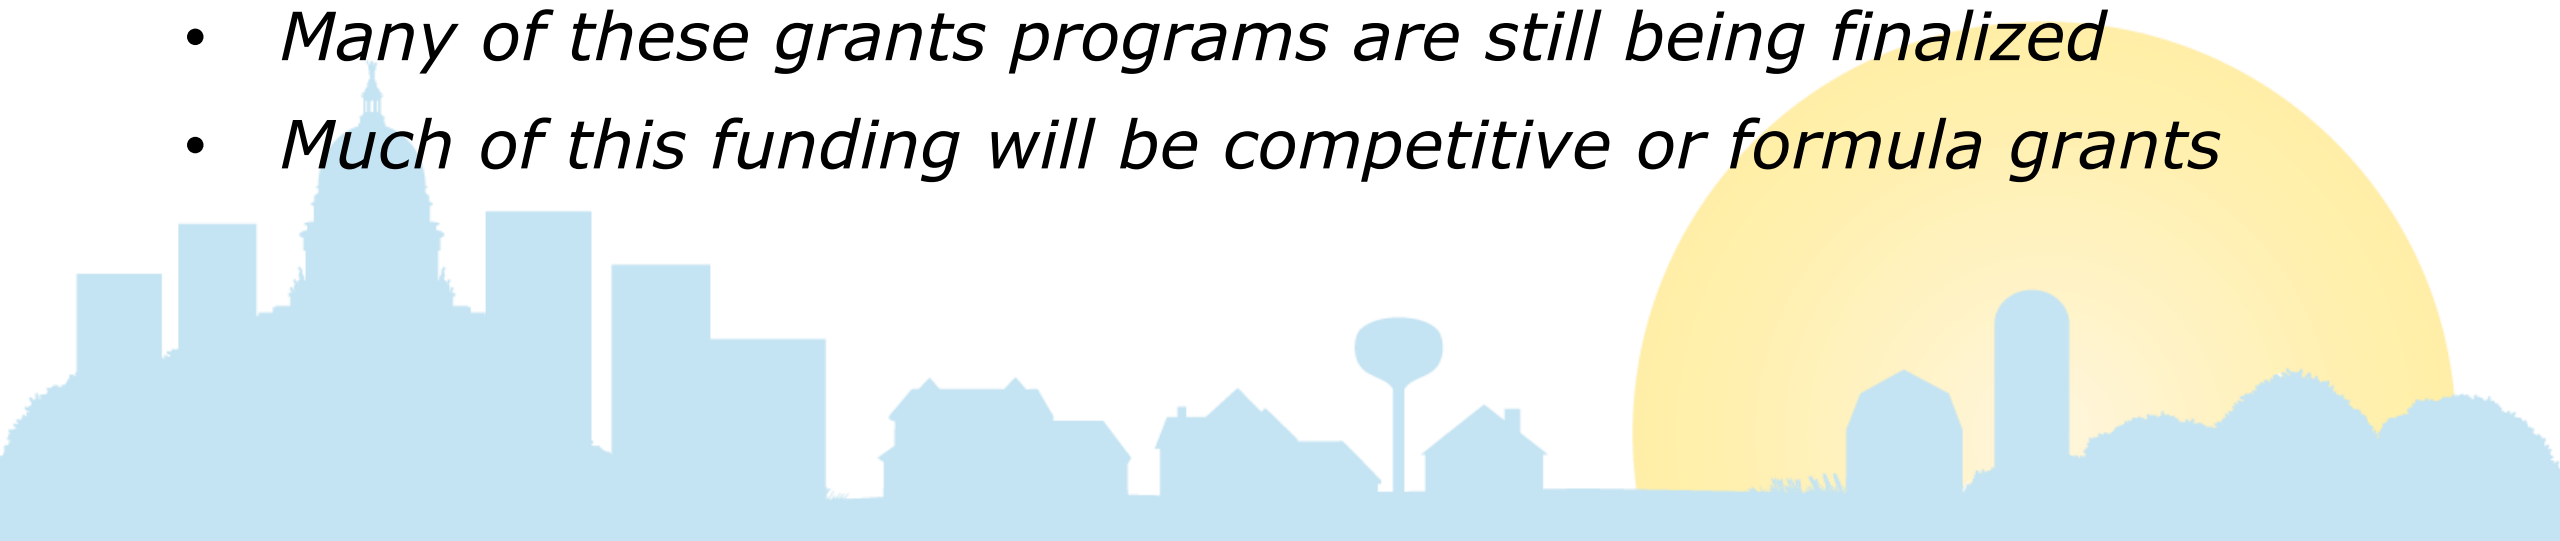 • Many of these grants programs are still being finalized
• Much of this funding will be competitive or formula grants